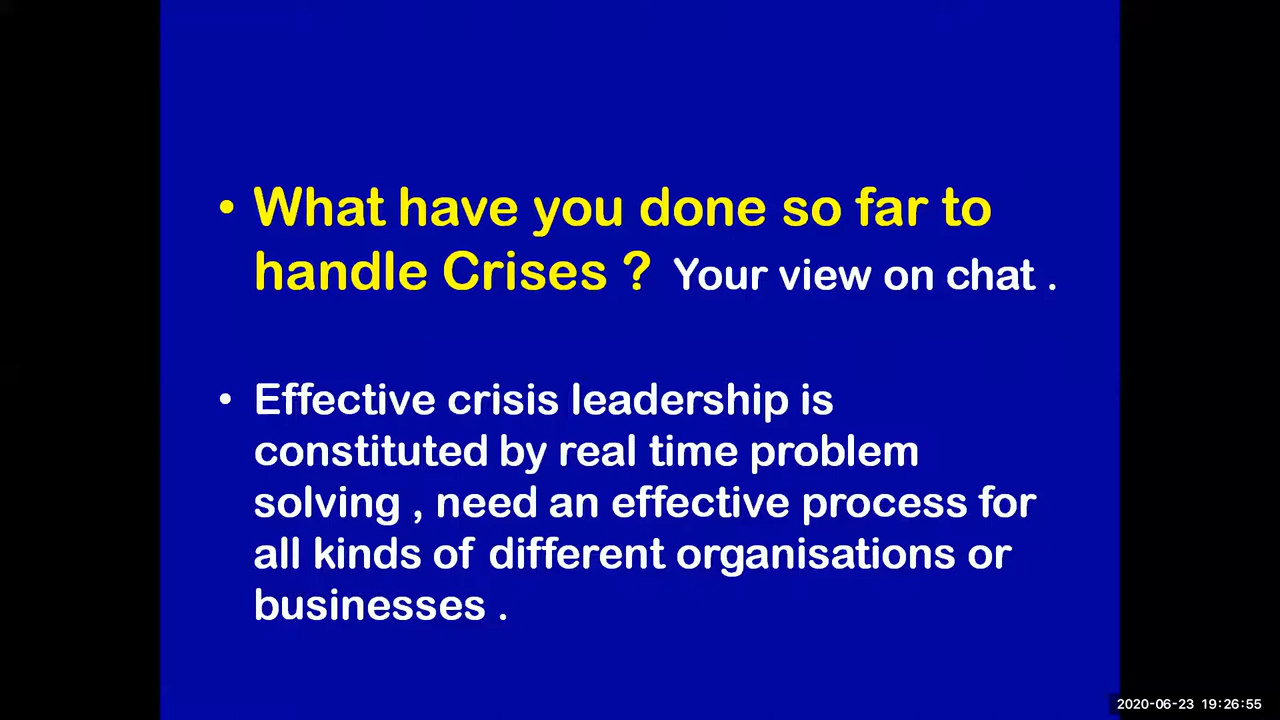 • What have you done so far to
handle Crises ? Your view on chat .
• Effective crisis leadership is
constituted by real time problem
solving , need an effective process for
all kinds of different organisations or
businesses .
2020-06-23 19:26:55